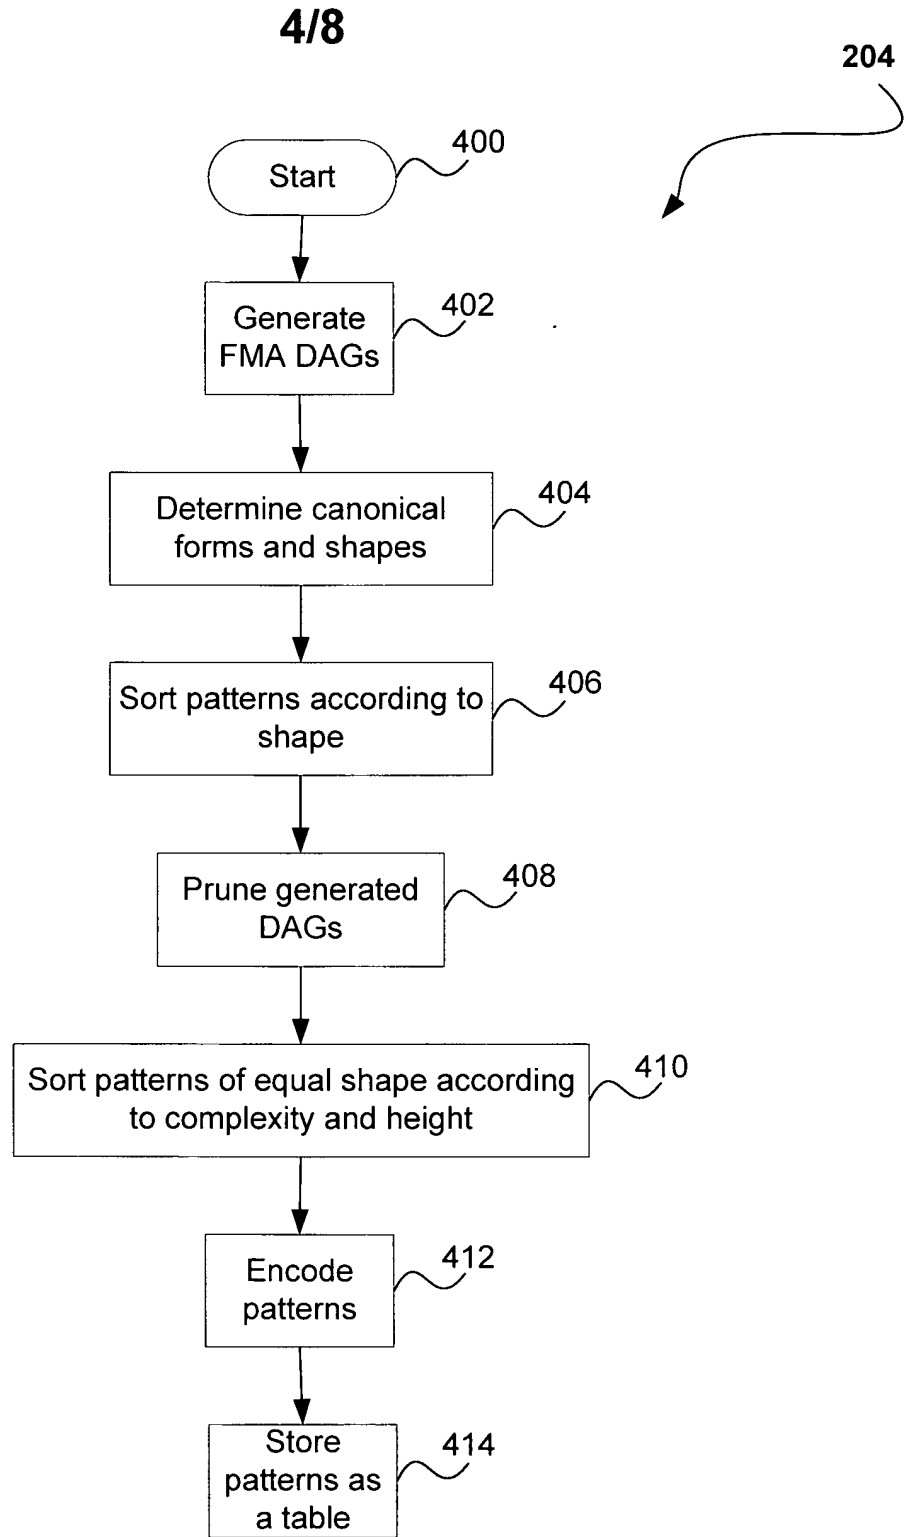 4/8
204
400
Start
402
Generate
FMA DAGs
404
Determine canonical
forms and shapes
406
Sort patterns according to
shape
408
Prune generated
DAGs
410
Sort patterns of equal shape according
to complexity and height
412
Encode
patterns
414
Store
patterns as
a table